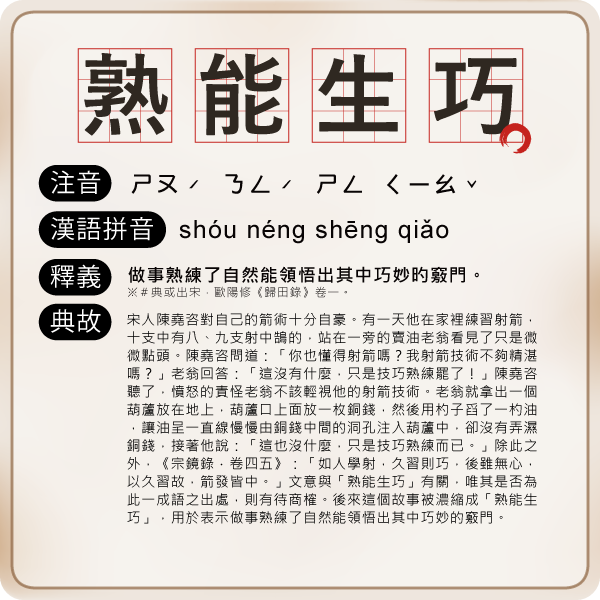 熟能生巧
注音 ㄕㄡˊ ㄋㄥˊ ㄕㄥ ㄑㄧㄠˇ
漢語拼音 shóu néng shēng qiǎo
釋義 做事熟練了自然能領悟出其中巧妙旳竅門。
※＃典或出宋．歐陽修《歸田錄》卷一。
典故 宋人陳堯咨對自己的箭術十分自豪。有一天他在家裡練習射箭，
十支中有八、九支射中鵠的，站在一旁的賣油老翁看見了只是微
微點頭。陳堯咨問道：「你也懂得射箭嗎？我射箭技術不夠精湛
嗎？」老翁回答：「這沒有什麼，只是技巧熟練罷了！」陳堯咨
聽了，憤怒的責怪老翁不該輕視他的射箭技術。老翁就拿出一個
葫蘆放在地上，葫蘆口上面放一枚銅錢，然後用杓子舀了一杓油
，讓油呈一直線慢慢由銅錢中間的洞孔注入葫蘆中，卻沒有弄濕
銅錢，接著他說：「這也沒什麼，只是技巧熟練而已。」除此之
外，《宗鏡錄．卷四五》：「如人學射，久習則巧，後雖無心，
以久習故，箭發皆中。」文意與「熟能生巧」有關，唯其是否為
此一成語之出處，則有待商榷。後來這個故事被濃縮成「熟能生
巧」，用於表示做事熟練了自然能領悟出其中巧妙的竅門。